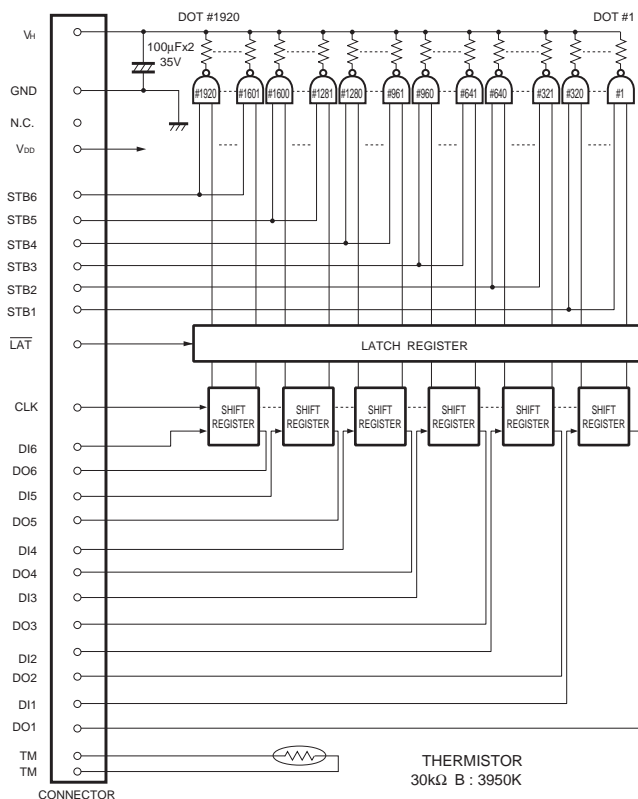 DOT #1920 DOT #1
VH
100μFx2
35V
GND
#1920 #1601 #1600 #1281 #1280 #961 #960 #641 #640 #321 #320 #1
N.C.
VDD
STB6
STB5
STB4
STB3
STB2
STB1
LAT
LATCH REGISTER
CLK
SHIFT REGISTER
SHIFT REGISTER
SHIFT REGISTER
SHIFT REGISTER
SHIFT REGISTER
SHIFT REGISTER
DI6
DO6
DI5
DO5
DI4
DO4
DI3
DO3
DI2
DO2
DI1
DO1
TM
TM
THERMISTOR
30kΩ B : 3950K
CONNECTOR